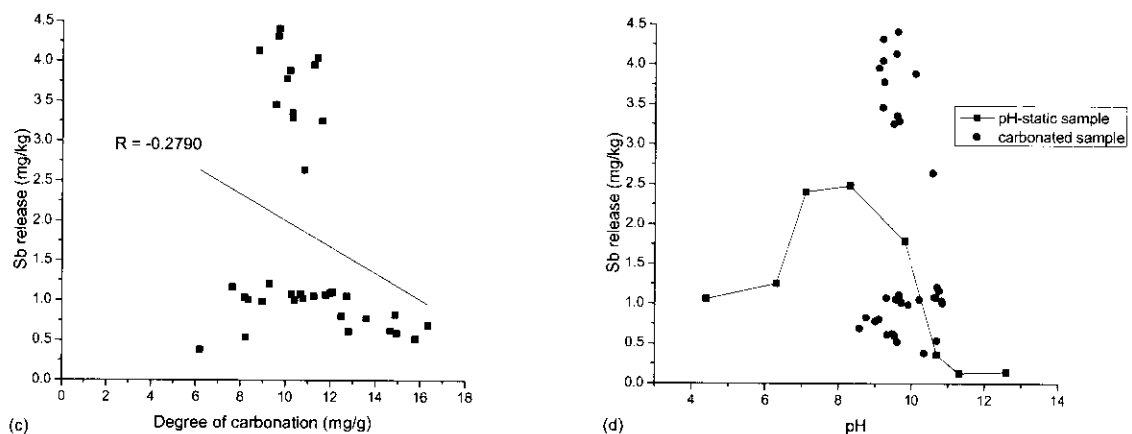 4.5
4.0
3.5
3.0
2.5
2.0
1.5
1.0
0.5
0.0
Sb release (mg/kg)
R = -0.2790
0 2 4 6 8 10 12 14 16 18
Degree of carbonation (mg/g)
(c)
4.5
4.0
3.5
3.0
2.5
2.0
1.5
1.0
0.5
0.0
Sb release (mg/kg)
pH-static sample
carbonated sample
4 6 8 10 12 14
pH
(d)